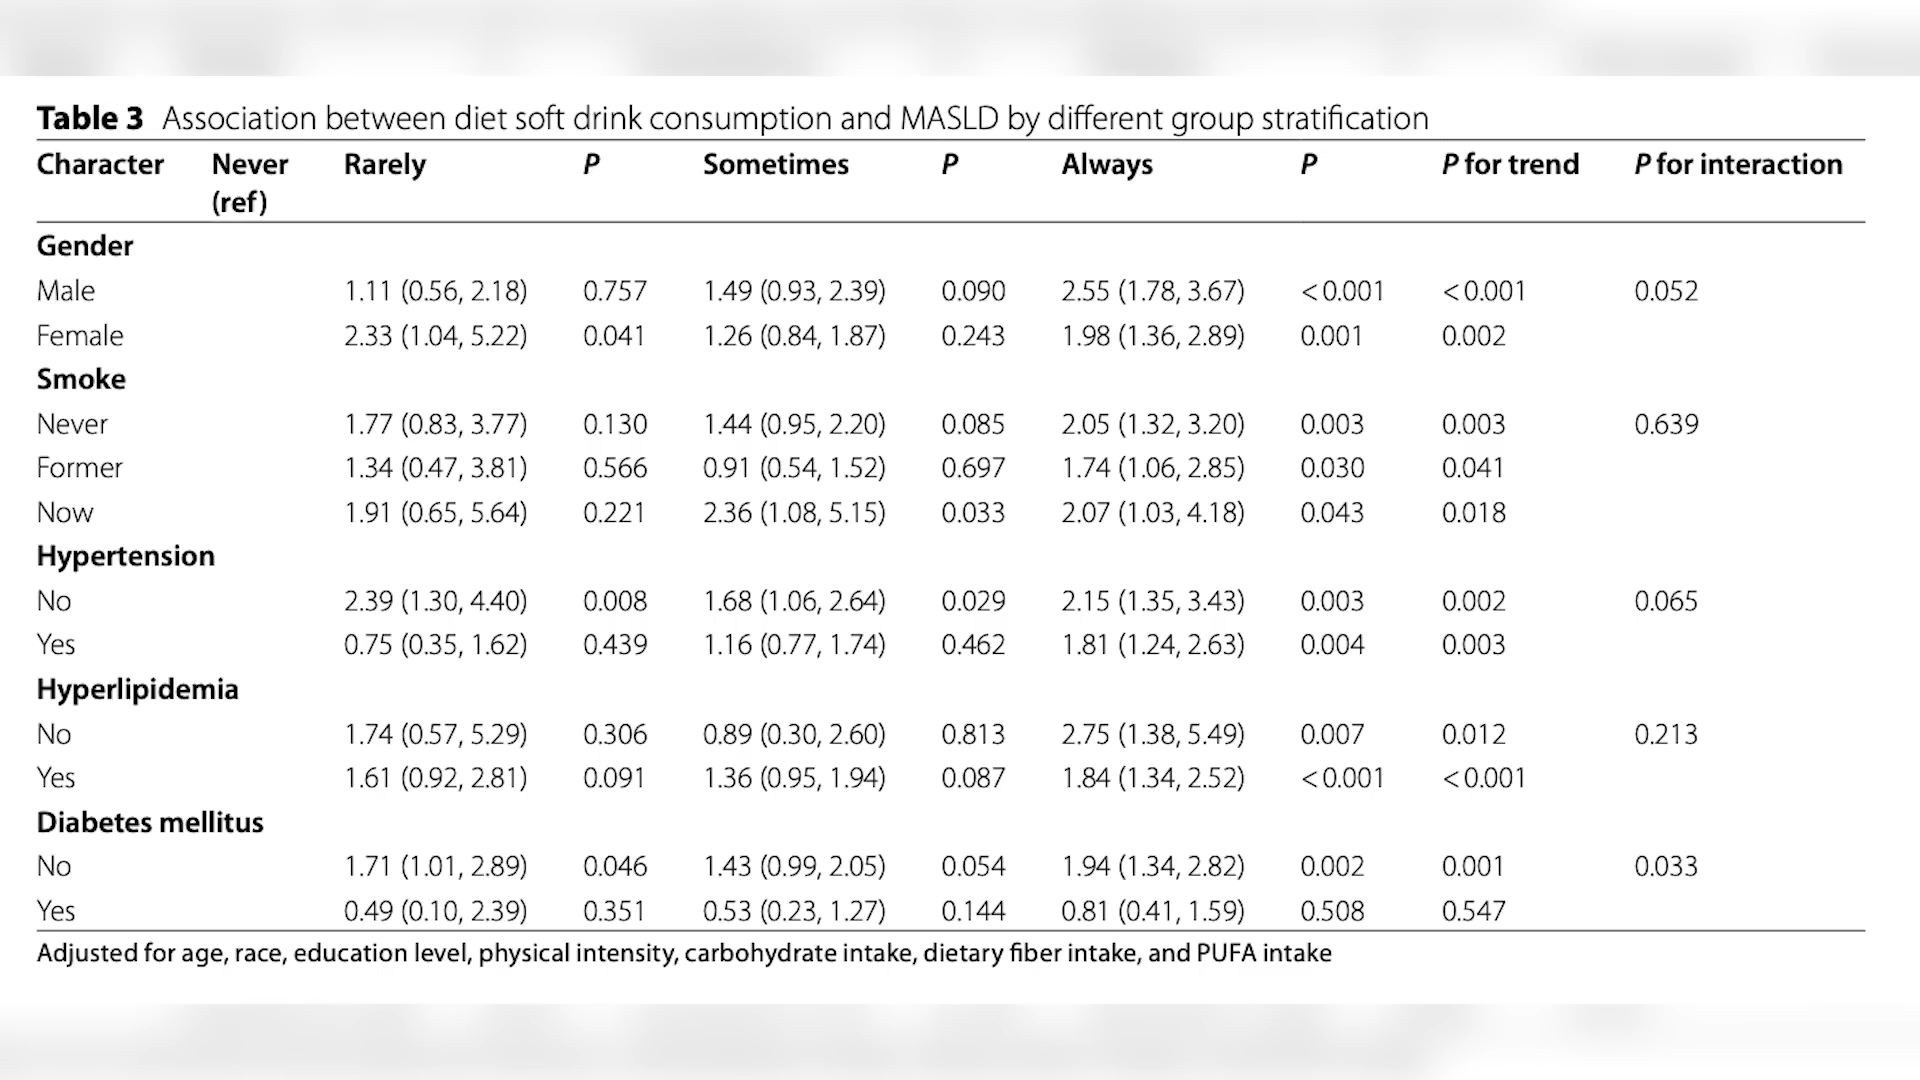 Table 3 Association between diet soft drink consumption and MASLD by different group stratification
Character Never (ref) Rarely P Sometimes P Always P P for trend P for interaction
Gender
Male 1.11 (0.56, 2.18) 0.757 1.49 (0.93, 2.39) 0.090 2.55 (1.78, 3.67) <0.001 <0.001 0.052
Female 2.33 (1.04, 5.22) 0.041 1.26 (0.84, 1.87) 0.243 1.98 (1.36, 2.89) 0.001 0.002
Smoke
Never 1.77 (0.83, 3.77) 0.130 1.44 (0.95, 2.20) 0.085 2.05 (1.32, 3.20) 0.003 0.003 0.639
Former 1.34 (0.47, 3.81) 0.566 0.91 (0.54, 1.52) 0.697 1.74 (1.06, 2.85) 0.030 0.041
Now 1.91 (0.65, 5.64) 0.221 2.36 (1.08, 5.15) 0.033 2.07 (1.03, 4.18) 0.043 0.018
Hypertension
No 2.39 (1.30, 4.40) 0.008 1.68 (1.06, 2.64) 0.029 2.15 (1.35, 3.43) 0.003 0.002 0.065
Yes 0.75 (0.35, 1.62) 0.439 1.16 (0.77, 1.74) 0.462 1.81 (1.24, 2.63) 0.004 0.003
Hyperlipidemia
No 1.74 (0.57, 5.29) 0.306 0.89 (0.30, 2.60) 0.813 2.75 (1.38, 5.49) 0.007 0.012 0.213
Yes 1.61 (0.92, 2.81) 0.091 1.36 (0.95, 1.94) 0.087 1.84 (1.34, 2.52) <0.001 <0.001
Diabetes mellitus
No 1.71 (1.01, 2.89) 0.046 1.43 (0.99, 2.05) 0.054 1.94 (1.34, 2.82) 0.002 0.001 0.033
Yes 0.49 (0.10, 2.39) 0.351 0.53 (0.23, 1.27) 0.144 0.81 (0.41, 1.59) 0.508 0.547
Adjusted for age, race, education level, physical intensity, carbohydrate intake, dietary fiber intake, and PUFA intake